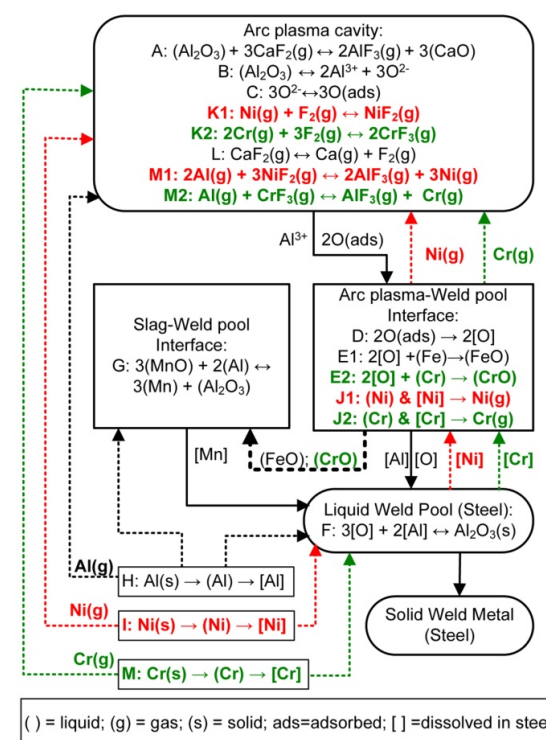 Arc plasma cavity:
A: (Al₂O₃) + 3CaF₂(g) ↔ 2AlF₃(g) + 3(CaO)
B: (Al₂O₃) ↔ 2Al³⁺ + 3O²⁻
C: 3O²⁻↔3O(ads)
K1: Ni(g) + F₂(g) ↔ NiF₂(g)
K2: 2Cr(g) + 3F₂(g) ↔ 2CrF₃(g)
L: CaF₂(g) ↔ Ca(g) + F₂(g)
M1: 2Al(g) + 3NiF₂(g) ↔ 2AlF₃(g) + 3Ni(g)
M2: Al(g) + CrF₃(g) ↔ AlF₃(g) + Cr(g)
Al³⁺ 2O(ads)
Ni(g)
Cr(g)
Slag-Weld pool
Interface:
G: 3(MnO) + 2(Al) ↔
3(Mn) + (Al₂O₃)
Arc plasma-Weld pool
Interface:
D: 2O(ads) → 2[O]
E1: 2[O] +(Fe)→(FeO)
E2: 2[O] + (Cr) → (CrO)
J1: (Ni) & [Ni] → Ni(g)
J2: (Cr) & [Cr] → Cr(g)
[Mn]
(FeO); (CrO)
[Al] [O]
[Ni]
[Cr]
Liquid Weld Pool (Steel):
F: 3[O] + 2[Al] ↔ Al₂O₃(s)
Al(g)
H: Al(s) → (Al) → [Al]
Ni(g)
I: Ni(s) → (Ni) → [Ni]
Solid Weld Metal
(Steel)
Cr(g)
M: Cr(s) → (Cr) → [Cr]
( ) = liquid; (g) = gas; (s) = solid; ads=adsorbed; [ ] =dissolved in stee